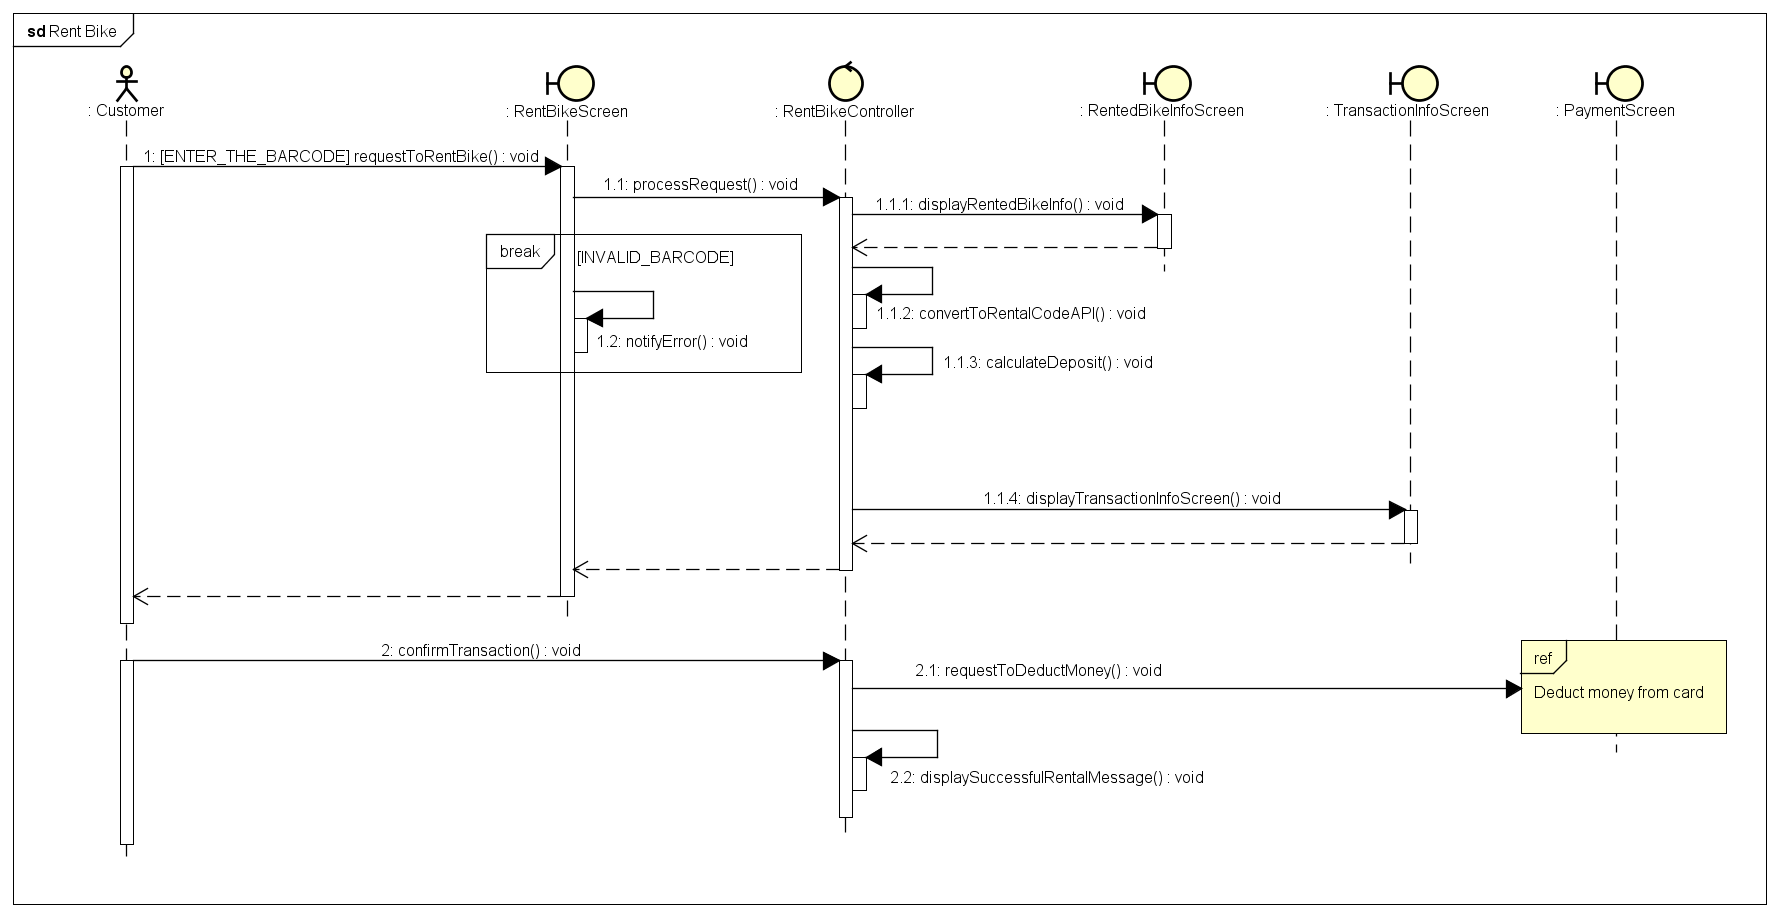 sd Rent Bike
: Customer
: RentBikeScreen
: RentBikeController
: RentedBikeInfoScreen
: TransactionInfoScreen
: PaymentScreen
1: [ENTER_THE_BARCODE] requestToRentBike() : void
1.1: processRequest() : void
1.1.1: displayRentedBikeInfo() : void
break
[INVALID_BARCODE]
1.1.2: convertToRentalCodeAPI() : void
1.2: notifyError() : void
1.1.3: calculateDeposit() : void
1.1.4: displayTransactionInfoScreen() : void
2: confirmTransaction() : void
2.1: requestToDeductMoney() : void
ref
Deduct money from card
2.2: displaySuccessfulRentalMessage() : void